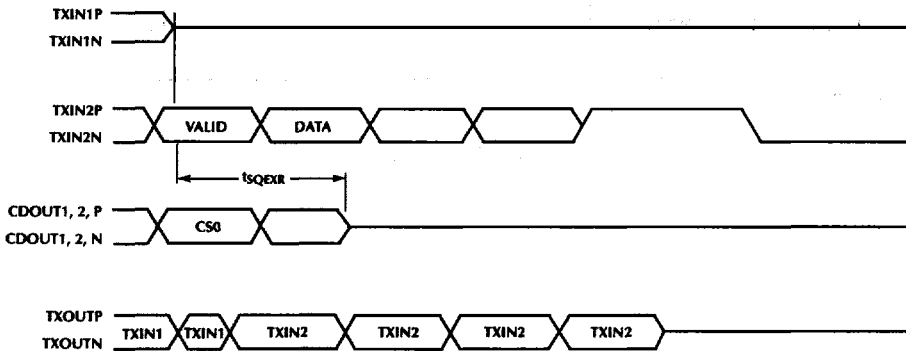 TXIN1P
TXIN1N
TXIN2P
TXIN2N
VALID DATA
tSQEXR
CDOUT1, 2, P
CDOUT1, 2, N
CS0
TXOUTP
TXOUTN
TXIN1 TXIN1 TXIN2 TXIN2 TXIN2 TXIN2